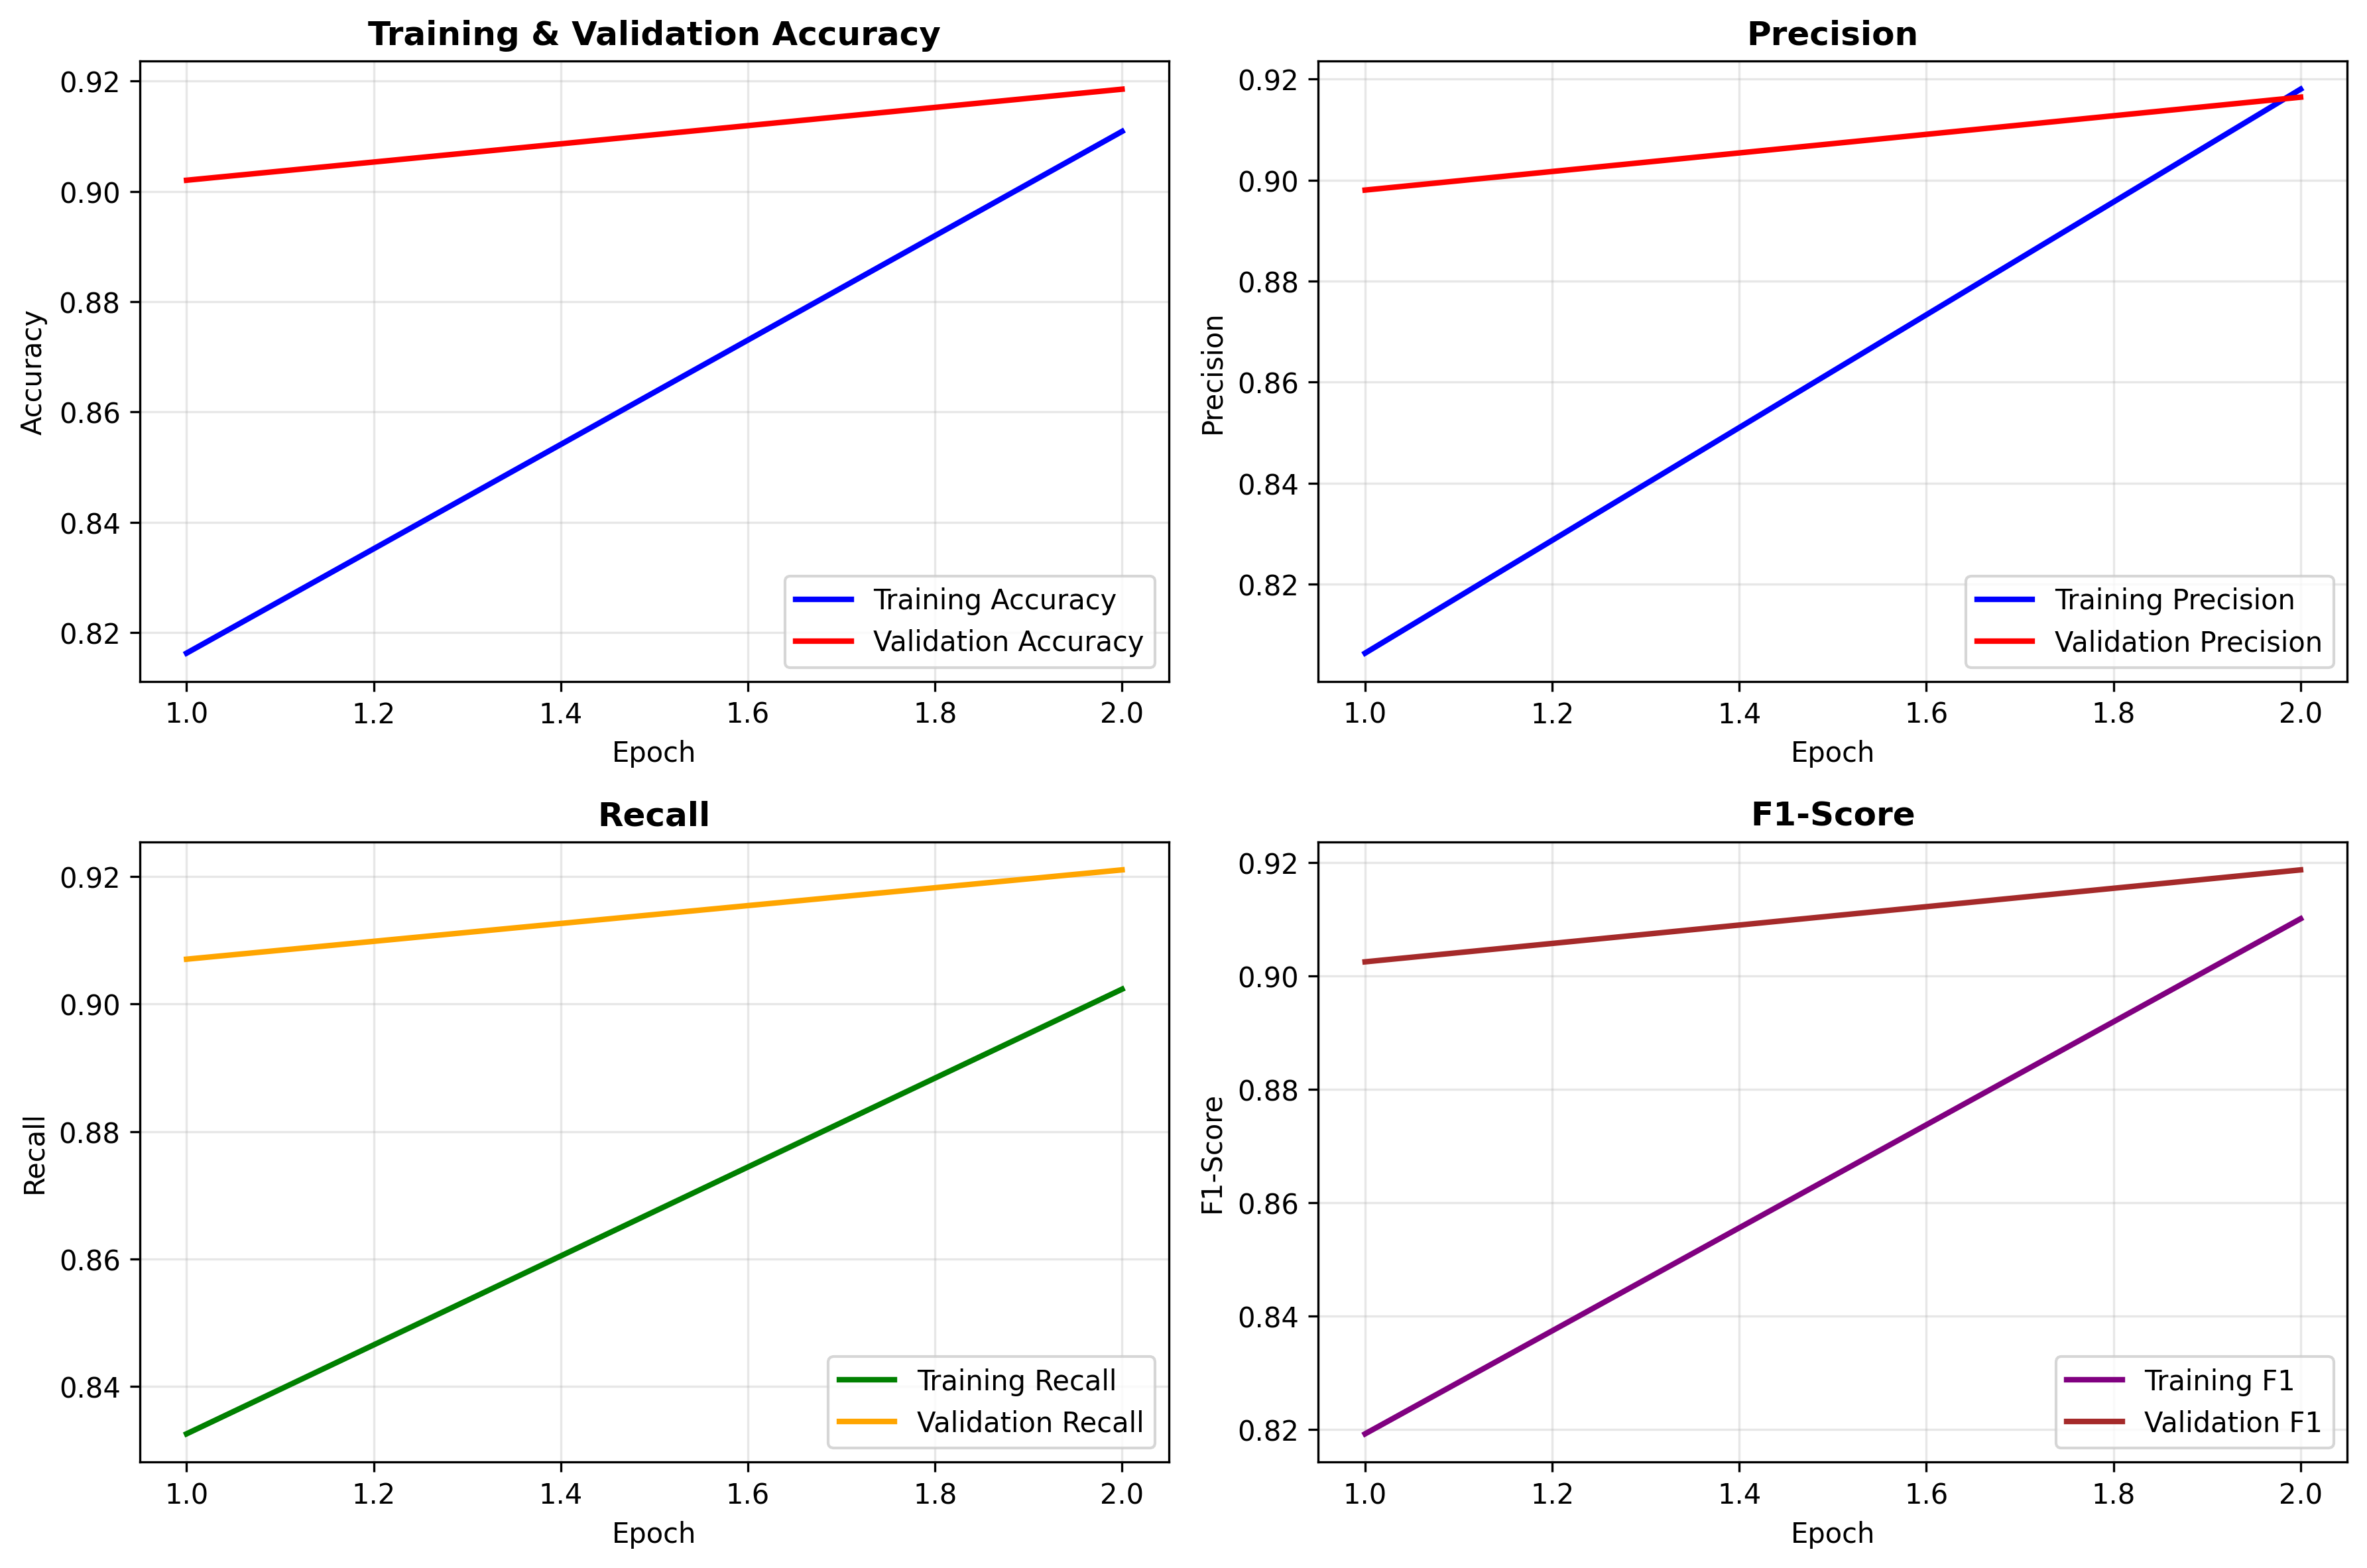 Training & Validation Accuracy
Accuracy
0.92
0.90
0.88
0.86
0.84
0.82
Training Accuracy
Validation Accuracy
1.0 1.2 1.4 1.6 1.8 2.0
Epoch
Precision
Precision
0.92
0.90
0.88
0.86
0.84
0.82
Training Precision
Validation Precision
1.0 1.2 1.4 1.6 1.8 2.0
Epoch
Recall
Recall
0.92
0.90
0.88
0.86
0.84
Training Recall
Validation Recall
1.0 1.2 1.4 1.6 1.8 2.0
Epoch
F1-Score
F1-Score
0.92
0.90
0.88
0.86
0.84
0.82
Training F1
Validation F1
1.0 1.2 1.4 1.6 1.8 2.0
Epoch